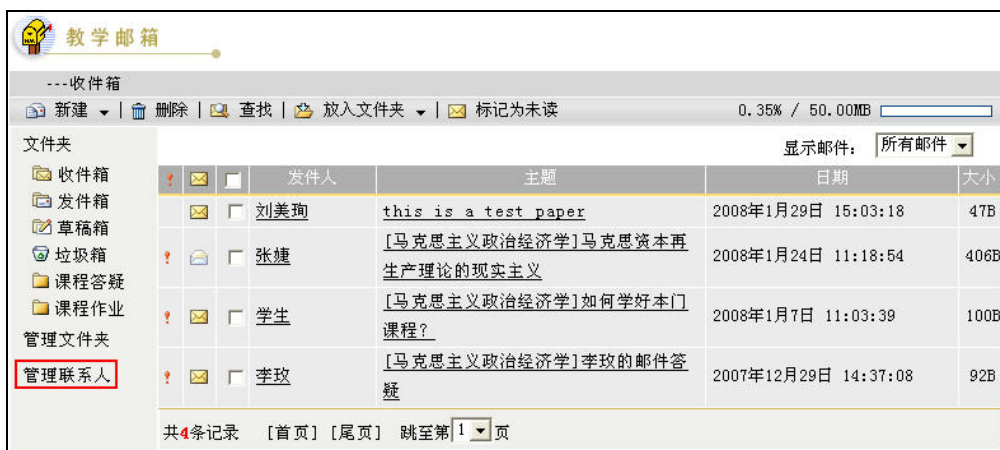 教学邮箱
---收件箱
新建 | 删除 | 查找 | 放入文件夹 | 标记为未读 0.35% / 50.00MB
文件夹
显示邮件: 所有邮件
收件箱
发件箱
草稿箱
垃圾箱
课程答疑
课程作业
管理文件夹
管理联系人
发件人 主题 日期 大小
刘美珣 this is a test paper 2008年1月29日 15:03:18 47B
张婕 [马克思主义政治经济学]马克思资本再
生产理论的现实主义 2008年1月24日 11:18:54 406B
学生 [马克思主义政治经济学]如何学好本门
课程? 2008年1月7日 11:03:39 100B
李玫 [马克思主义政治经济学]李玫的邮件答
疑 2007年12月29日 14:37:08 92B
共4条记录 [首页] [尾页] 跳至第 1 页